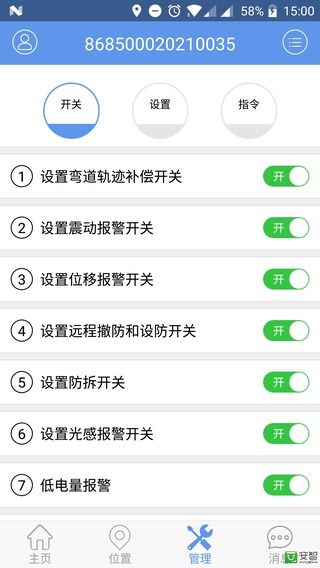 58% 15:00
868500020210035
开关 设置 指令
1 设置弯道轨迹补偿开关 开
2 设置震动报警开关 开
3 设置位移报警开关 开
4 设置远程撤防和设防开关 开
5 设置防拆开关 开
6 设置光感报警开关 开
7 低电量报警 开
主页 位置 管理 消息
安智